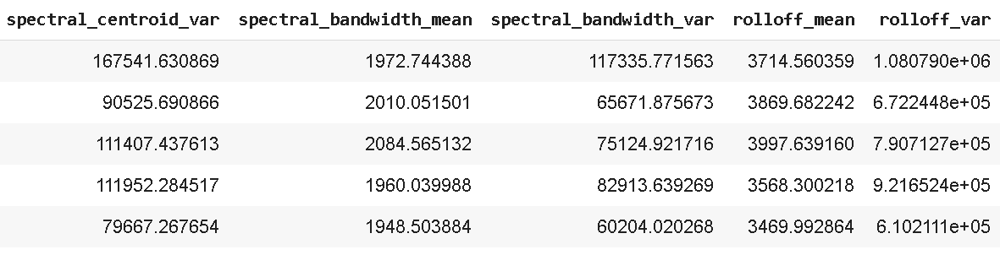 spectral_centroid_var spectral_bandwidth_mean spectral_bandwidth_var rolloff_mean rolloff_var
167541.630869 1972.744388 117335.771563 3714.560359 1.080790e+06
90525.690866 2010.051501 65671.875673 3869.682242 6.722448e+05
111407.437613 2084.565132 75124.921716 3997.639160 7.907127e+05
111952.284517 1960.039988 82913.639269 3568.300218 9.216524e+05
79667.267654 1948.503884 60204.020268 3469.992864 6.102111e+05